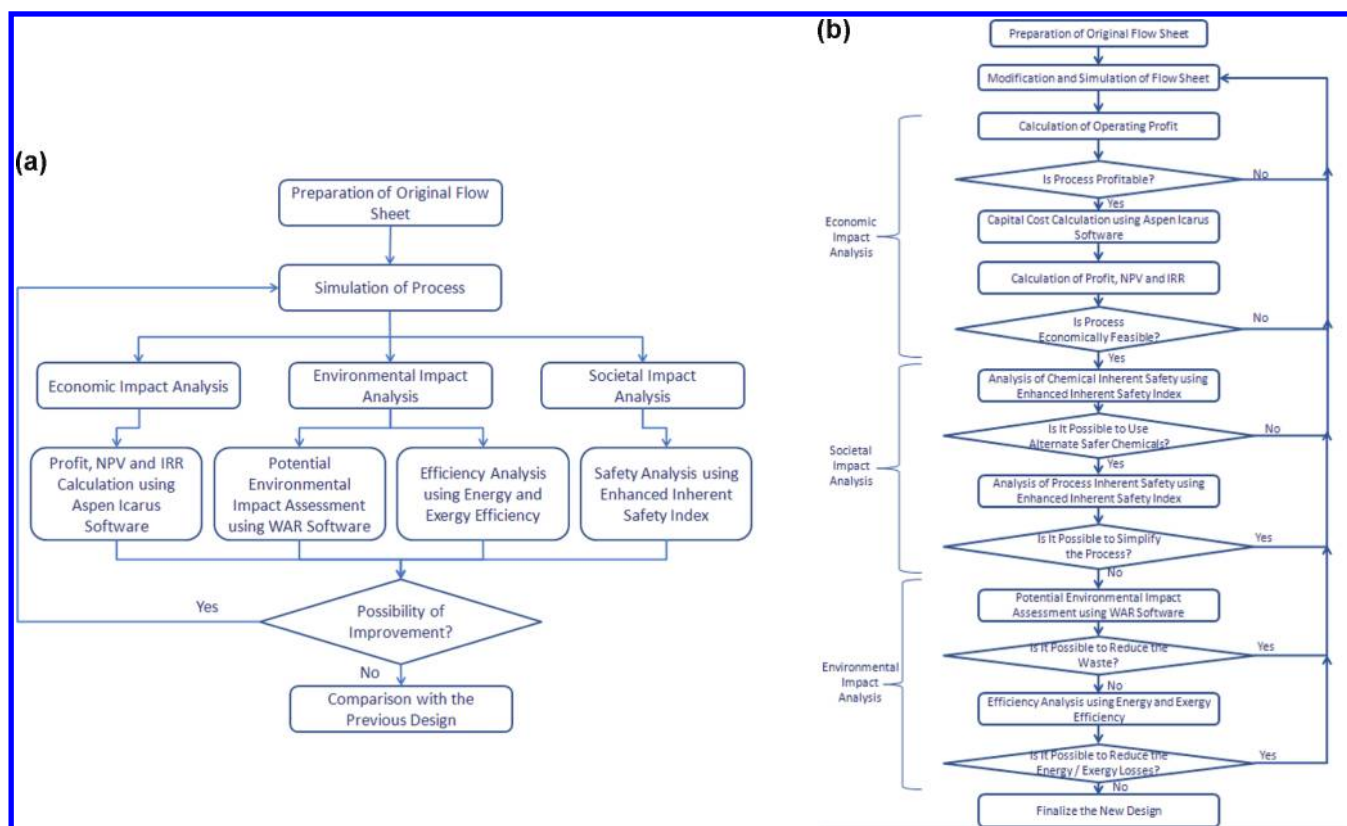 (a)
Preparation of Original Flow
Sheet
Simulation of Process
Economic Impact Analysis
Environmental Impact
Analysis
Societal Impact
Analysis
Profit, NPV and IRR
Calculation using
Aspen Icarus
Software
Potential
Environmental
Impact Assessment
using WAR Software
Efficiency Analysis
using Energy and
Exergy Efficiency
Safety Analysis using
Enhanced Inherent
Safety Index
Yes
Possibility of
Improvement?
No
Comparison with the
Previous Design
(b)
Preparation of Original Flow Sheet
Modification and Simulation of Flow Sheet
Economic
Impact
Analysis
Calculation of Operating Profit
Is Process Profitable?
No
Yes
Capital Cost Calculation using Aspen Icarus
Software
Calculation of Profit, NPV and IRR
Is Process
Economically Feasible?
No
Yes
Societal
Impact
Analysis
Analysis of Chemical Inherent Safety using
Enhanced Inherent Safety Index
Is It Possible to Use
Alternate Safer Chemicals?
No
Yes
Analysis of Process Inherent Safety using
Enhanced Inherent Safety Index
Is It Possible to Simplify
the Process?
Yes
No
Environmental
Impact
Analysis
Potential Environmental Impact
Assessment using WAR Software
Is It Possible to Reduce the
Waste?
Yes
No
Efficiency Analysis using Energy and Exergy
Efficiency
Is It Possible to Reduce the
Energy / Exergy Losses?
Yes
No
Finalize the New Design